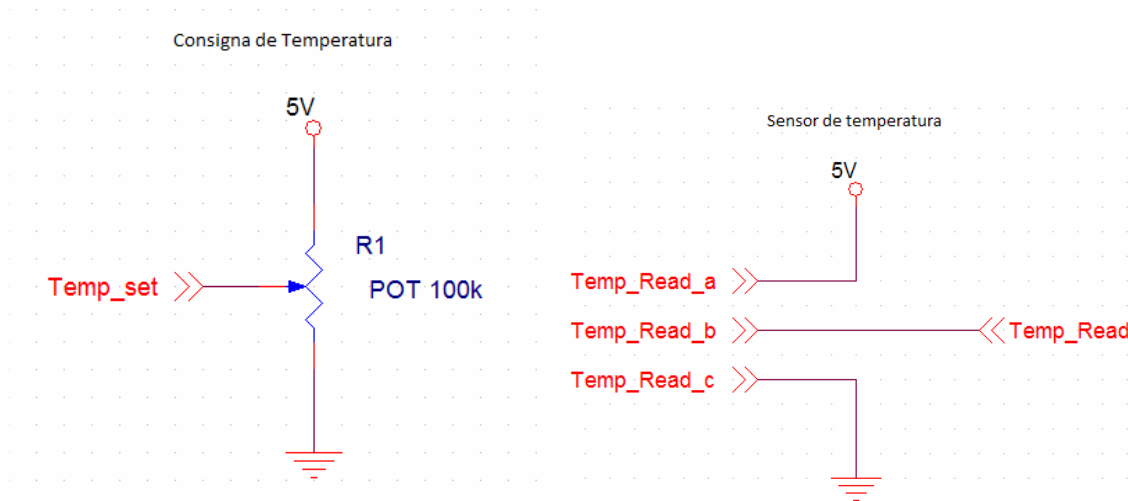 Consigna de Temperatura
5V
R1
POT 100k
Temp_set
Sensor de temperatura
5V
Temp_Read_a
Temp_Read_b
Temp_Read
Temp_Read_c